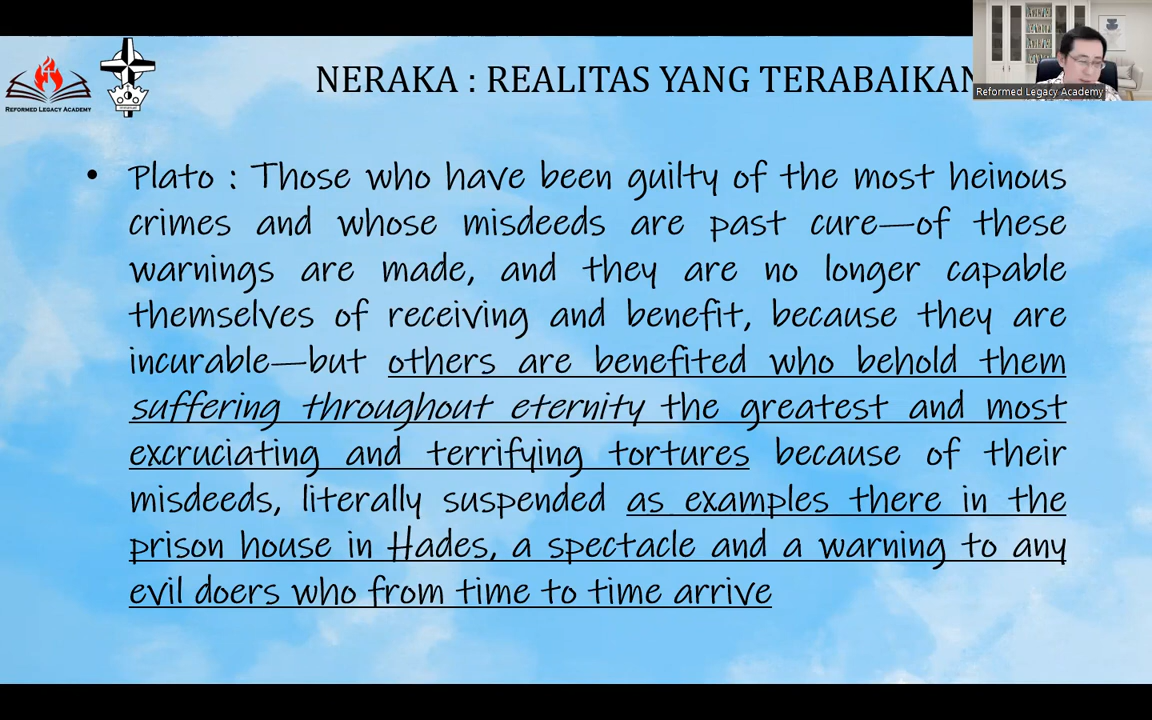 NERAKA : REALITAS YANG TERABAIKAN
Reformed Legacy Academy
REFORMED LEGACY ACADEMY
• Plato : Those who have been guilty of the most heinous
crimes and whose misdeeds are past cure—of these
warnings are made, and they are no longer capable
themselves of receiving and benefit, because they are
incurable—but others are benefited who behold them
suffering throughout eternity the greatest and most
excruciating and terrifying tortures because of their
misdeeds, literally suspended as examples there in the
prison house in Hades, a spectacle and a warning to any
evil doers who from time to time arrive